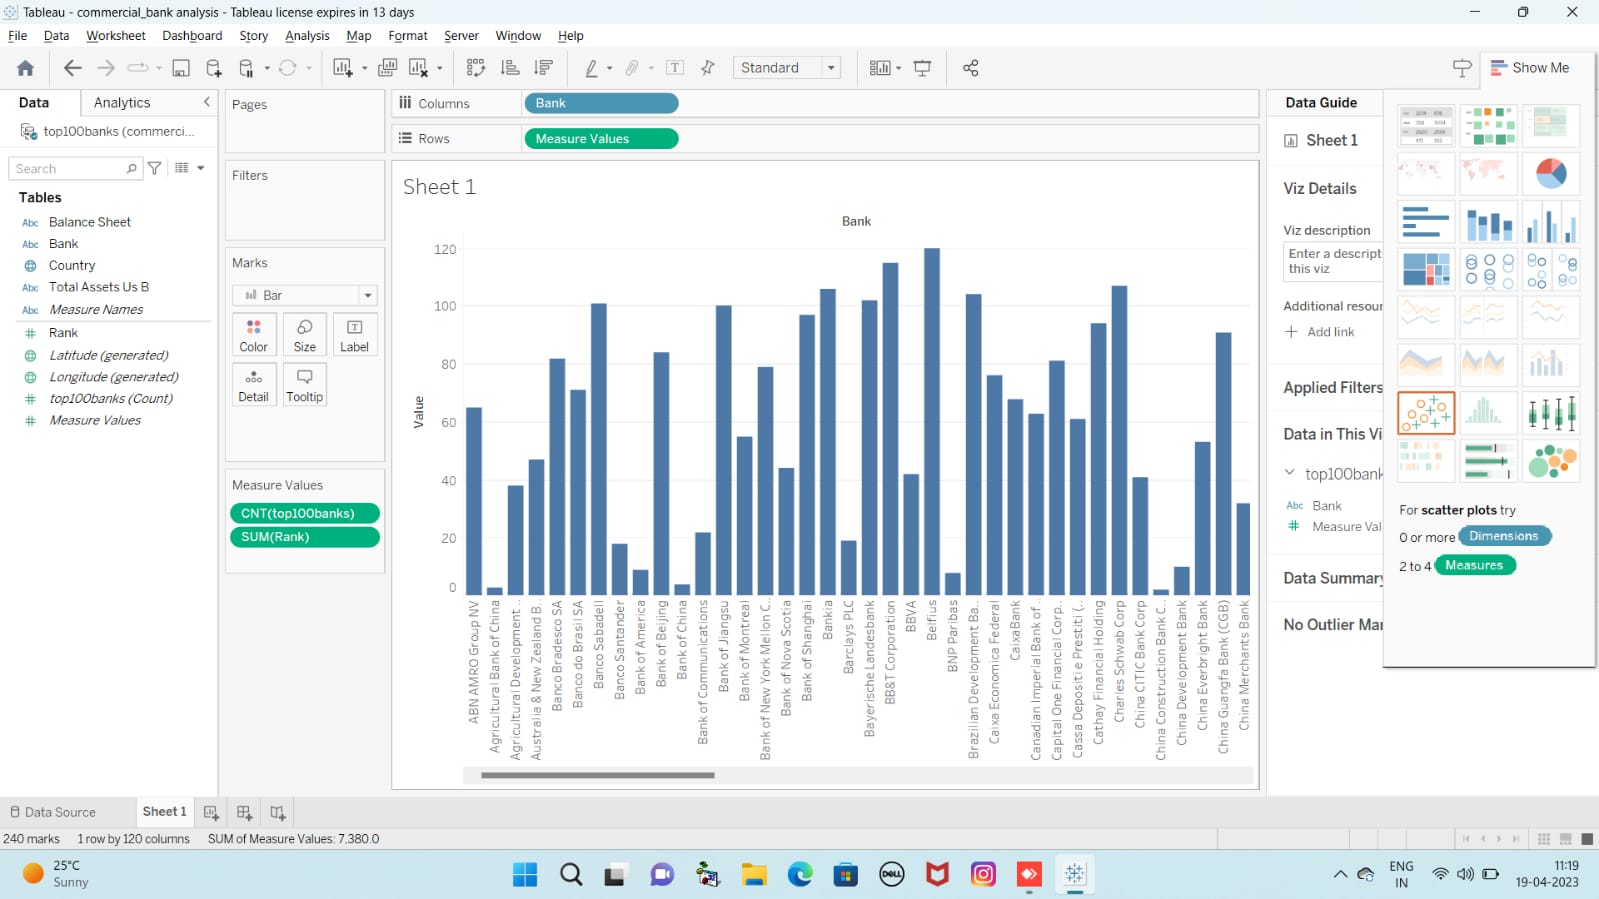 Tableau - commercial_bank analysis - Tableau license expires in 13 days
File Data Worksheet Dashboard Story Analysis Map Format Server Window Help
Standard
Show Me
Data Analytics
top100banks (commerci...
Search
Tables
Abc Balance Sheet
Abc Bank
Country
Abc Total Assets Us B
Abc Measure Names
# Rank
Latitude (generated)
Longitude (generated)
# top100banks (Count)
# Measure Values
Pages
Filters
Marks
Bar
Color Size Label
Detail Tooltip
Measure Values
CNT(top100banks)
SUM(Rank)
Columns Bank
Rows Measure Values
Sheet 1
Bank
Value
120
100
80
60
40
20
0
ABN AMRO Group NV
Agricultural Bank of China
Agricultural Development ..
Australia & New Zealand B..
Banco Bradesco SA
Banco do Brasil SA
Banco Sabadell
Banco Santander
Bank of America
Bank of Beijing
Bank of China
Bank of Communications
Bank of Jiangsu
Bank of Montreal
Bank of New York Mellon C..
Bank of Nova Scotia
Bank of Shanghai
Bankia
Barclays PLC
Bayerische Landesbank
BB&T Corporation
BBVA
Belfius
BNP Paribas
Brazilian Development Ba..
Caixa Economica Federal
CaixaBank
Canadian Imperial Bank of ..
Capital One Financial Corp..
Cassa Depositi e Prestiti (..
Cathay Financial Holding
Charles Schwab Corp
China CITIC Bank Corp
China Construction Bank C..
China Development Bank
China Everbright Bank
China Guangfa Bank (CGB)
China Merchants Bank
Data Guide
Sheet 1
Viz Details
Viz description
Enter a descript
this viz
Additional resour
Add link
Applied Filters
Data in This Vi
top100bank
Abc Bank
# Measure Val
Data Summary
No Outlier Mar
For scatter plots try
0 or more Dimensions
2 to 4 Measures
Data Source Sheet 1
240 marks 1 row by 120 columns SUM of Measure Values: 7,380.0
25°C
Sunny
DELL
ENG
IN
11:19
19-04-2023